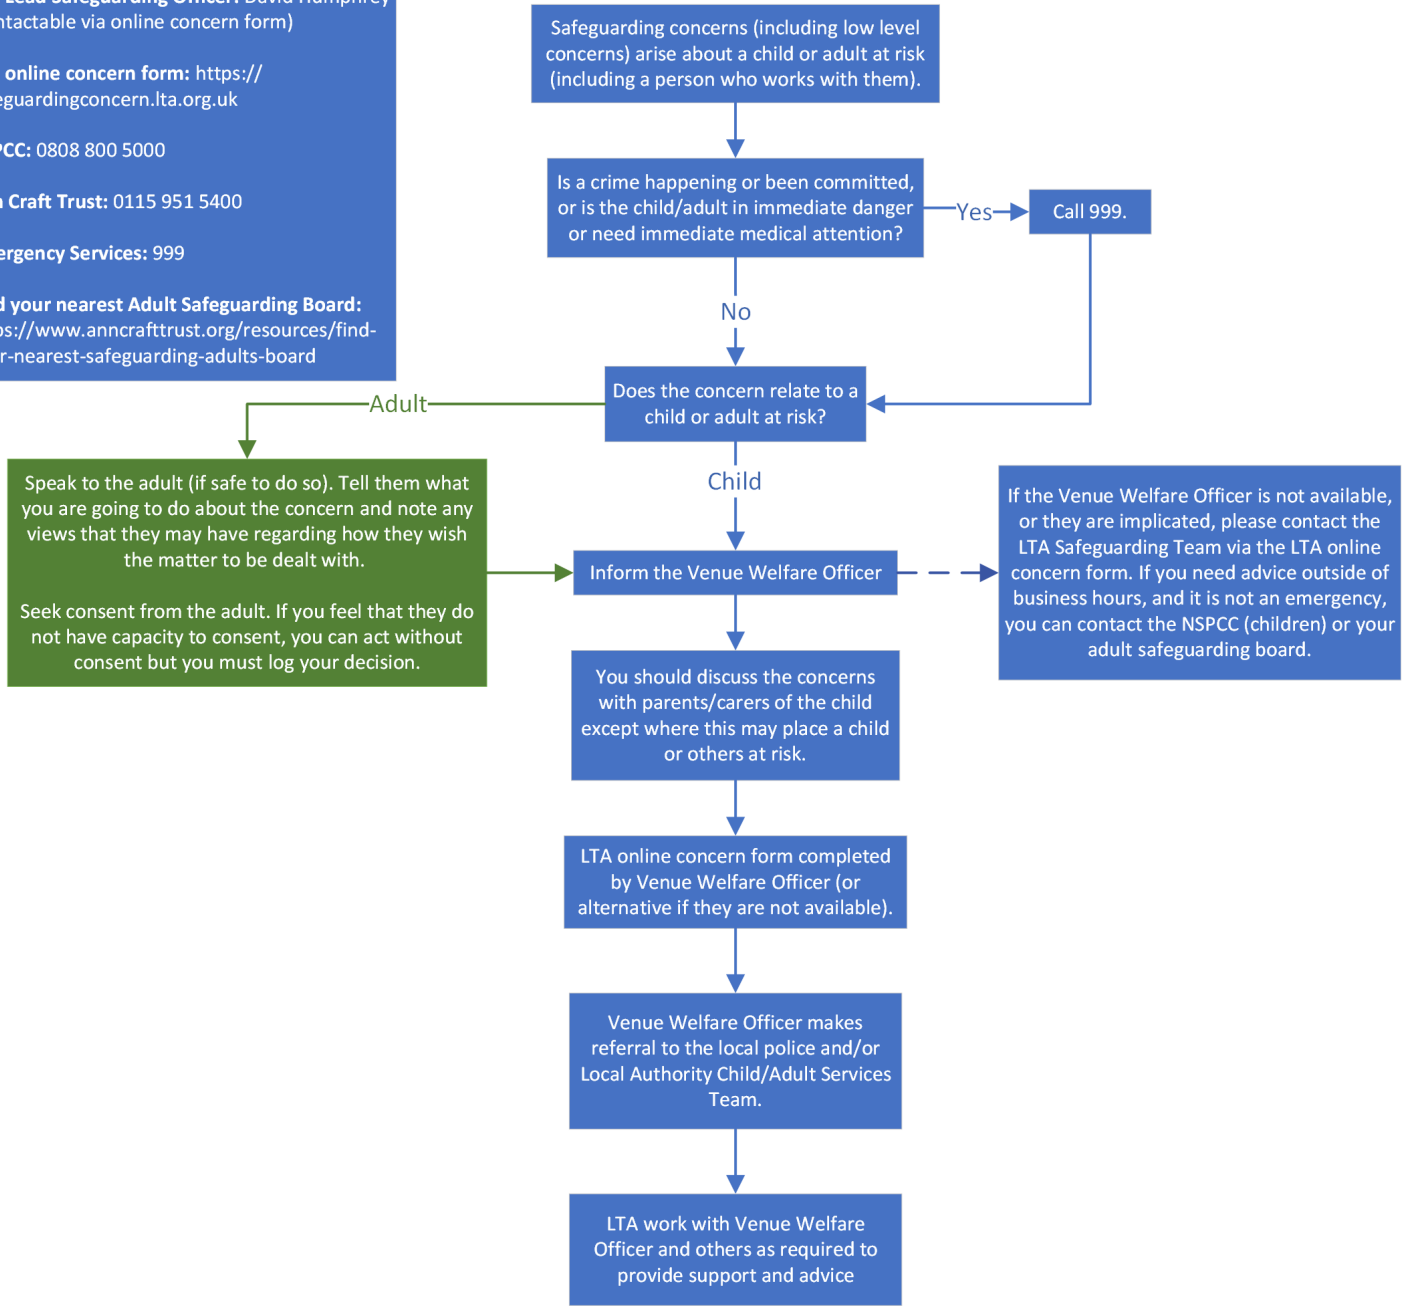 Lead Safeguarding Officer: David Humphrey
ntactable via online concern form)
online concern form: https://
eguardingconcern.lta.org.uk
PCC: 0808 800 5000
n Craft Trust: 0115 951 5400
ergency Services: 999
d your nearest Adult Safeguarding Board:
ps://www.anncrafttrust.org/resources/find-
r-nearest-safeguarding-adults-board
Safeguarding concerns (including low level
concerns) arise about a child or adult at risk
(including a person who works with them).
Is a crime happening or been committed,
or is the child/adult in immediate danger
or need immediate medical attention?
Yes
Call 999.
No
Does the concern relate to a
child or adult at risk?
Adult
Speak to the adult (if safe to do so). Tell them what
you are going to do about the concern and note any
views that they may have regarding how they wish
the matter to be dealt with.
Seek consent from the adult. If you feel that they do
not have capacity to consent, you can act without
consent but you must log your decision.
Child
Inform the Venue Welfare Officer
If the Venue Welfare Officer is not available,
or they are implicated, please contact the
LTA Safeguarding Team via the LTA online
concern form. If you need advice outside of
business hours, and it is not an emergency,
you can contact the NSPCC (children) or your
adult safeguarding board.
You should discuss the concerns
with parents/carers of the child
except where this may place a child
or others at risk.
LTA online concern form completed
by Venue Welfare Officer (or
alternative if they are not available).
Venue Welfare Officer makes
referral to the local police and/or
Local Authority Child/Adult Services
Team.
LTA work with Venue Welfare
Officer and others as required to
provide support and advice